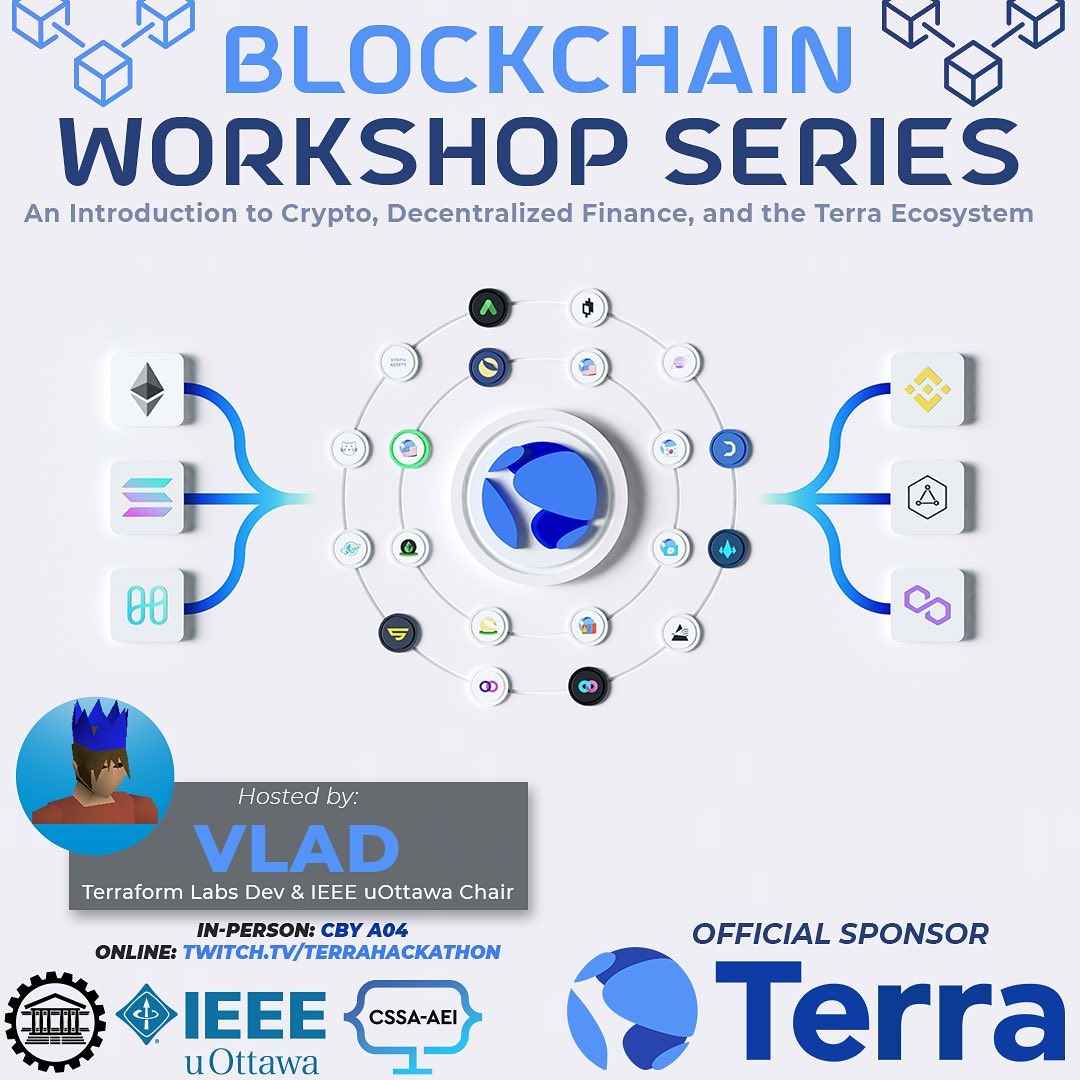 BLOCKCHAIN
WORKSHOP SERIES
An Introduction to Crypto, Decentralized Finance, and the Terra Ecosystem
SYNTH
ASSETS
Hosted by:
VLAD
Terraform Labs Dev & IEEE uOttawa Chair
IN-PERSON: CBY A04
ONLINE: TWITCH.TV/TERRAHACKATHON
OFFICIAL SPONSOR
Terra
IEEE
uOttawa
CSSA-AEI